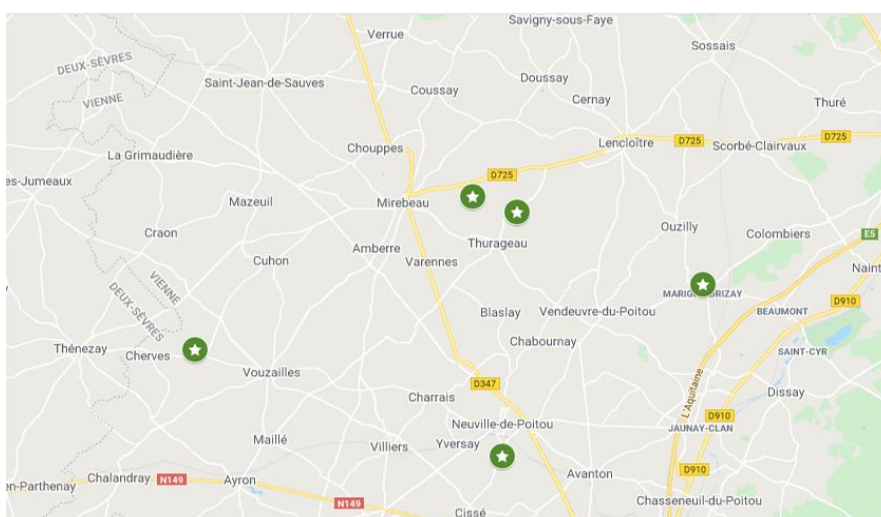 Savigny-sous-Faye
Verrue
Sossais
DEUX-SÈVRES
Doussay
Saint-Jean-de-Sauves
Coussay
VIENNE
Cernay
Thuré
D725
D725
Lencloître
Scorbé-Clairvaux
Chouppes
La Grimaudière
D725
es-Jumeaux
Mazeuil
Mirebeau
Ouzilly
Craon
Colombiers
E5
Amberre
Thurageau
Cuhon
Varennes
Naint
VIENNE
DEUX-SÈVRES
D910
Blaslay
Vendeuvre-du-Poitou
BEAUMONT
Chabournay
Thénezay
Cherves
SAINT-CYR
Vouzailles
D347
L'Aquitaine
Dissay
Charrais
D910
Neuville-de-Poitou
JAUNAY-CLAN
Maillé
Villiers
Yversay
D910
Chalandray
N149
Ayron
Avanton
en-Parthenay
N149
Chasseneuil-du-Poitou
Cissé